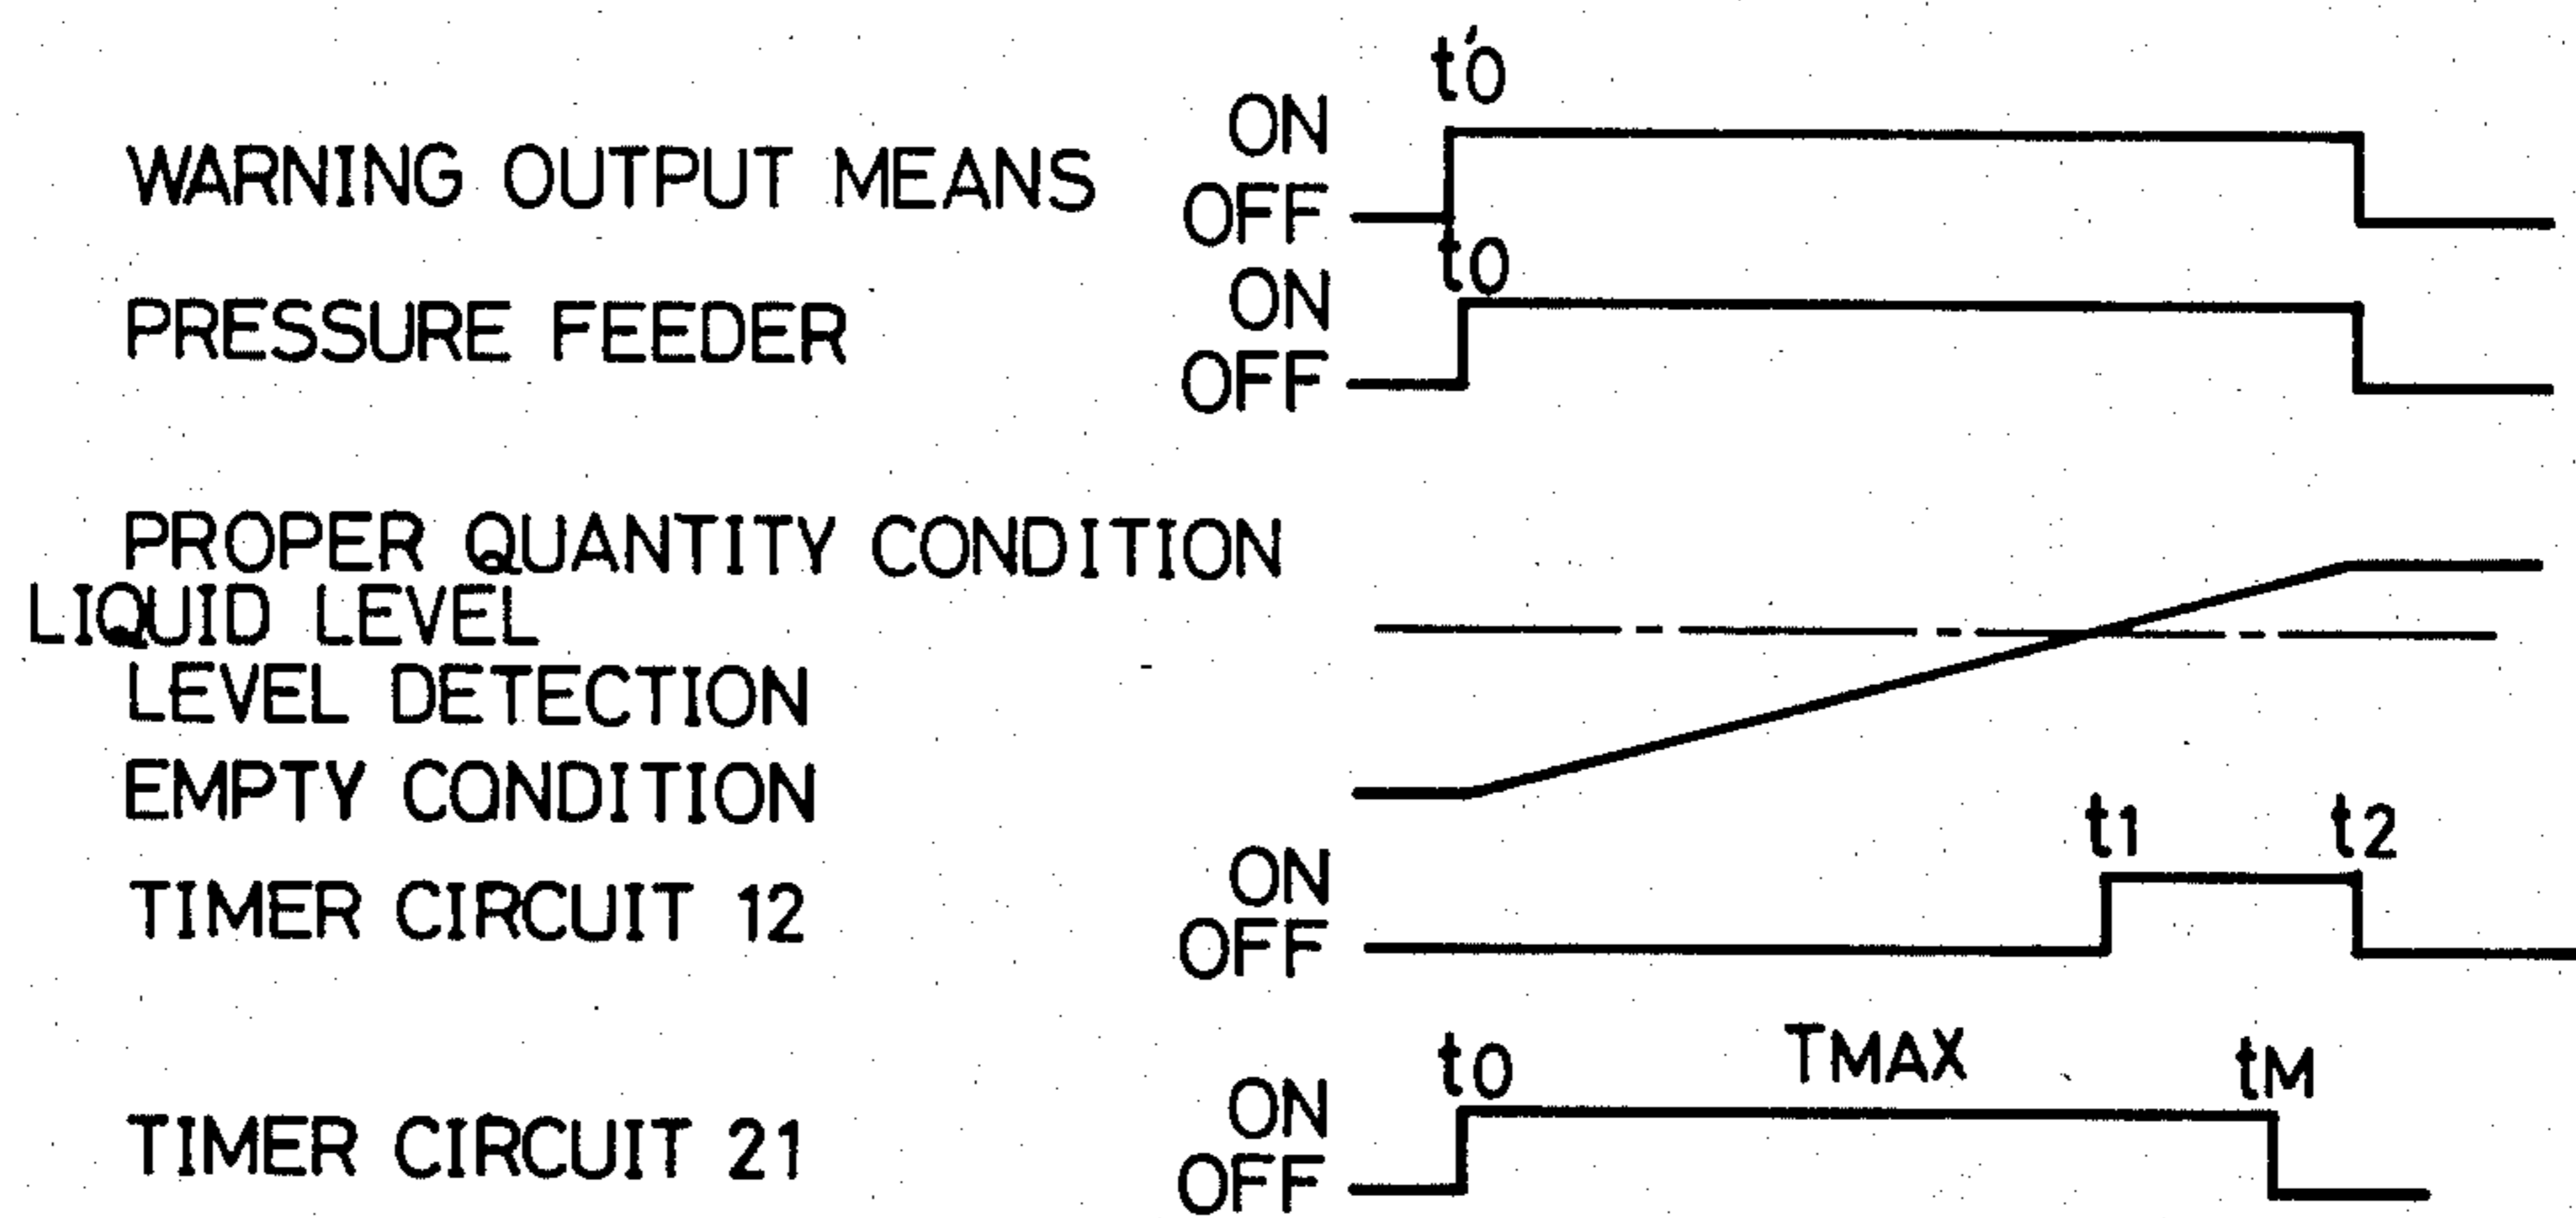 t'0
WARNING OUTPUT MEANS ON
OFF
t0
PRESSURE FEEDER ON
OFF
PROPER QUANTITY CONDITION
LIQUID LEVEL
LEVEL DETECTION
EMPTY CONDITION
t1 t2
TIMER CIRCUIT 12 ON
OFF
t0 TMAX tM
TIMER CIRCUIT 21 ON
OFF